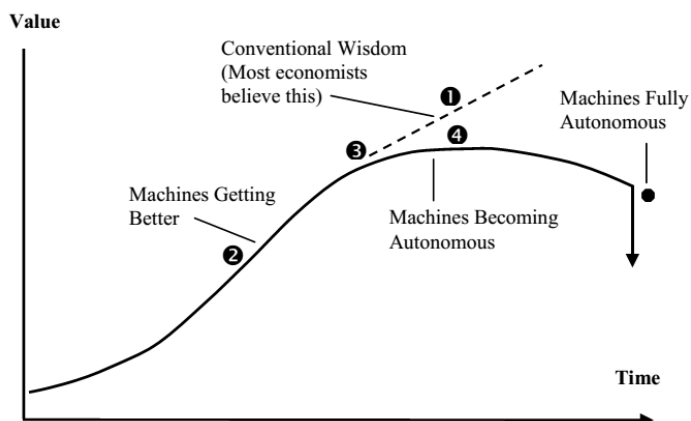 Value
Conventional Wisdom
(Most economists
believe this)
❶
Machines Fully
Autonomous
❸
❹
Machines Getting
Better
Machines Becoming
Autonomous
❷
Time